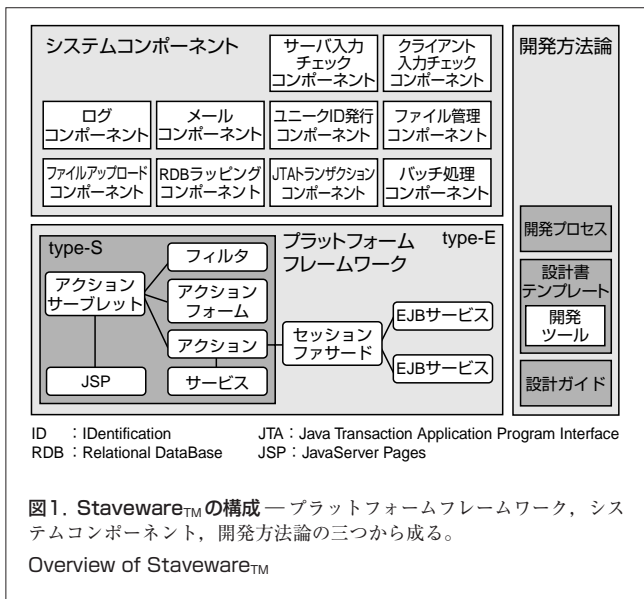 システムコンポーネント
サーバ入力
チェック
コンポーネント
クライアント
入力チェック
コンポーネント
ログ
コンポーネント
メール
コンポーネント
ユニークID発行
コンポーネント
ファイル管理
コンポーネント
ファイルアップロード
コンポーネント
RDBラッピング
コンポーネント
JTAトランザクション
コンポーネント
バッチ処理
コンポーネント
type-S
プラットフォーム
フレームワーク
type-E
フィルタ
アクション
サーブレット
アクション
フォーム
アクション
JSP
サービス
セッション
ファサード
EJBサービス
EJBサービス
開発方法論
開発プロセス
設計書
テンプレート
開発
ツール
設計ガイド
ID :IDentification
JTA:Java Transaction Application Program Interface
RDB:Relational DataBase
JSP:JavaServer Pages
図1. StavewareTMの構成—プラットフォームフレームワーク,シス
テムコンポーネント,開発方法論の三つから成る。
Overview of StavewareTM